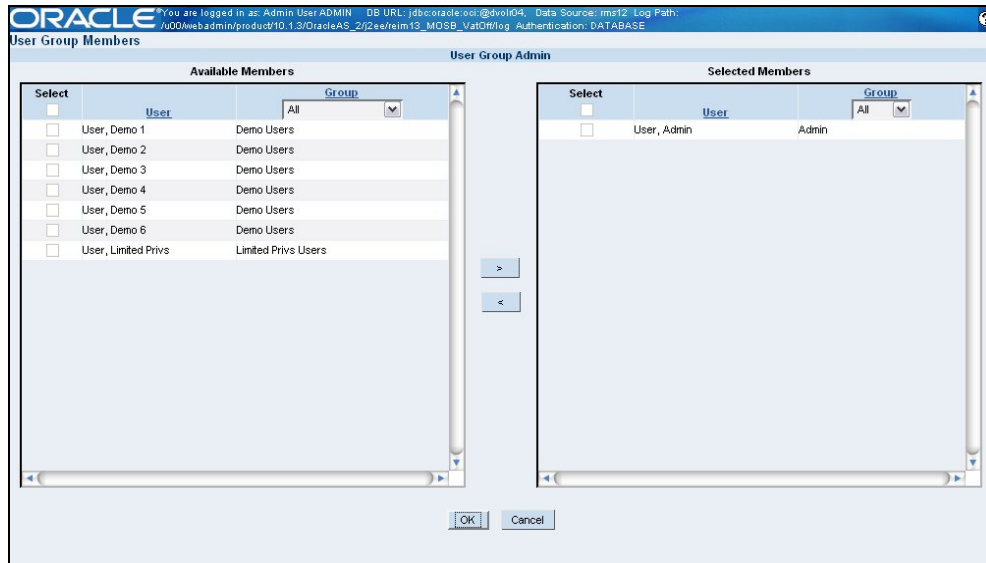 ORACLE
You are logged in as: Admin User ADMIN DB URL: jdbc:oracle:oci:@dvolr04, Data Source: rms12 Log Path:
/u00/webadmin/product/10.1.3/OracleAS_2/j2ee/reim13_MOSB_VatOff/log Authentication: DATABASE
User Group Members
User Group Admin
Available Members
Selected Members
Select
User
Group
All
User, Demo 1 Demo Users
User, Demo 2 Demo Users
User, Demo 3 Demo Users
User, Demo 4 Demo Users
User, Demo 5 Demo Users
User, Demo 6 Demo Users
User, Limited Privs Limited Privs Users
>
<
Select
User
Group
All
User, Admin Admin
OK
Cancel